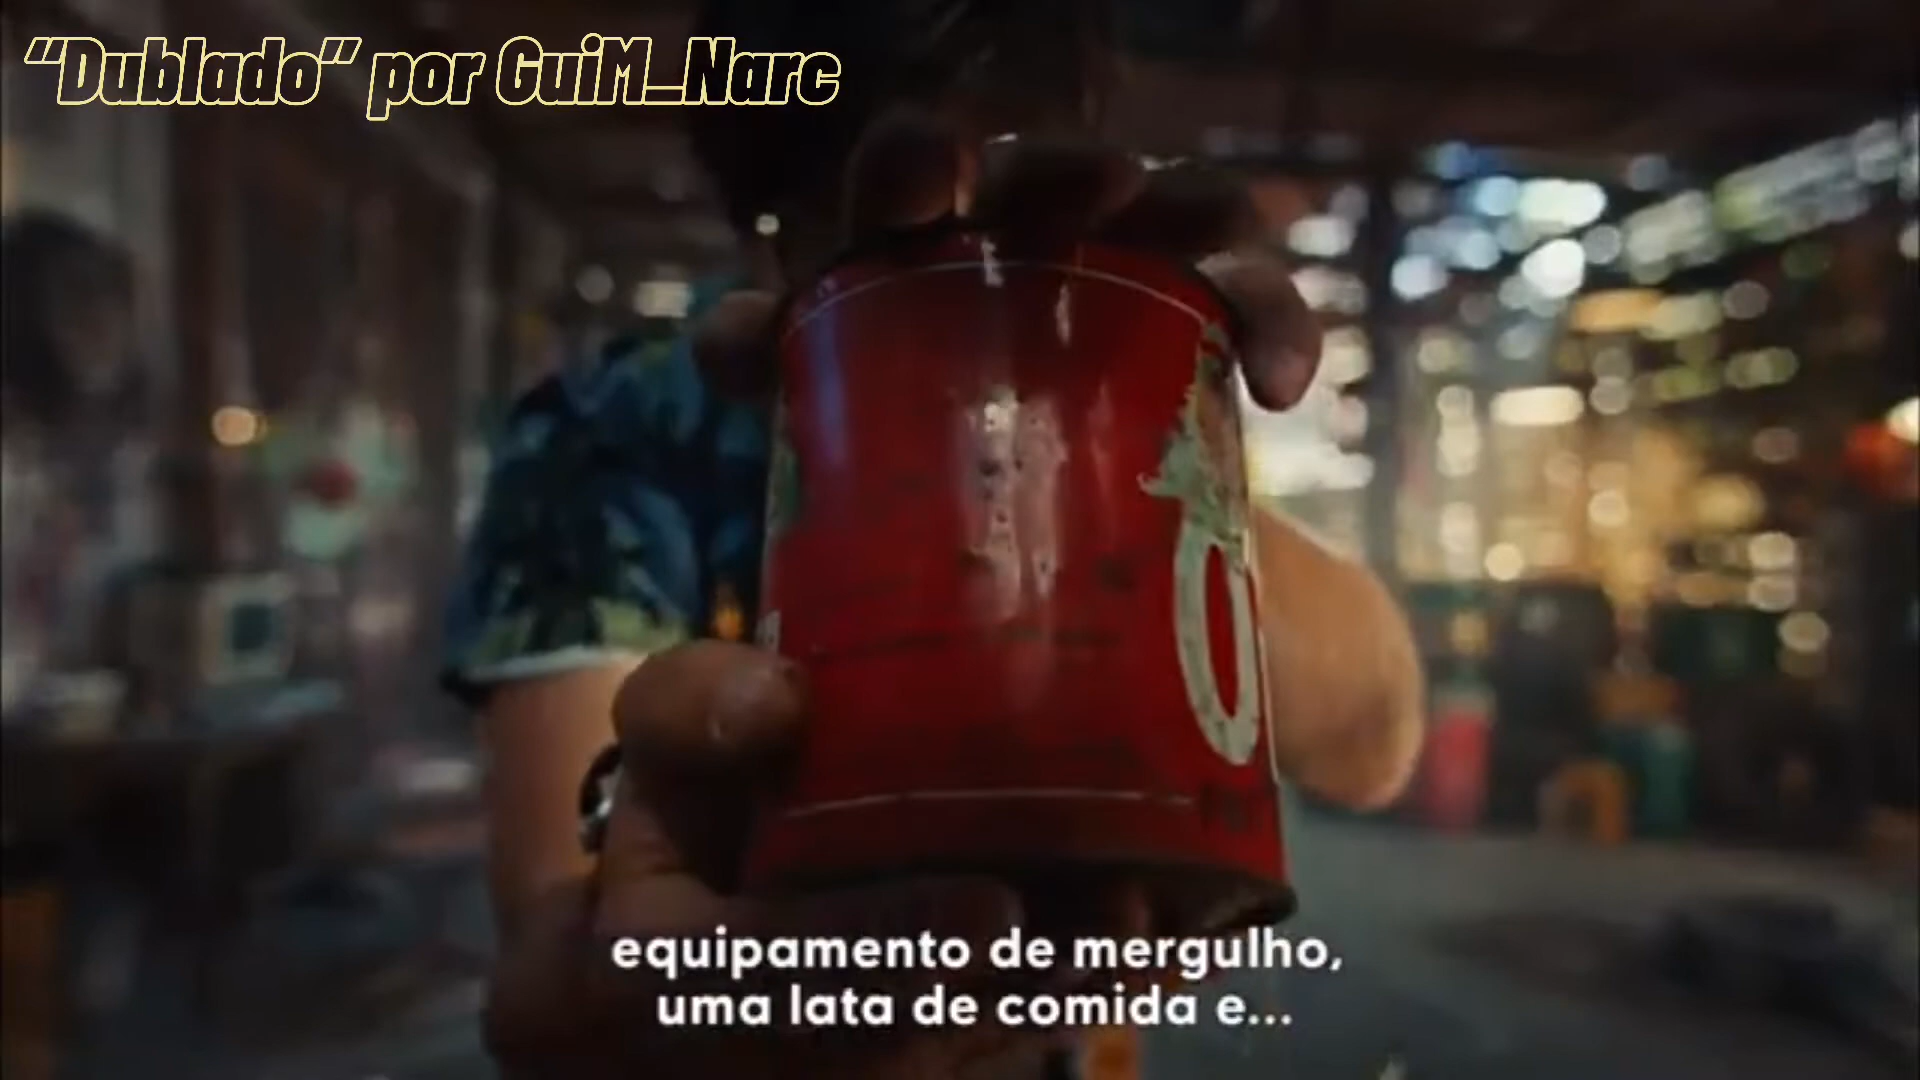 “Dublado” por GuiM_Narc
equipamento de mergulho,
uma lata de comida e...